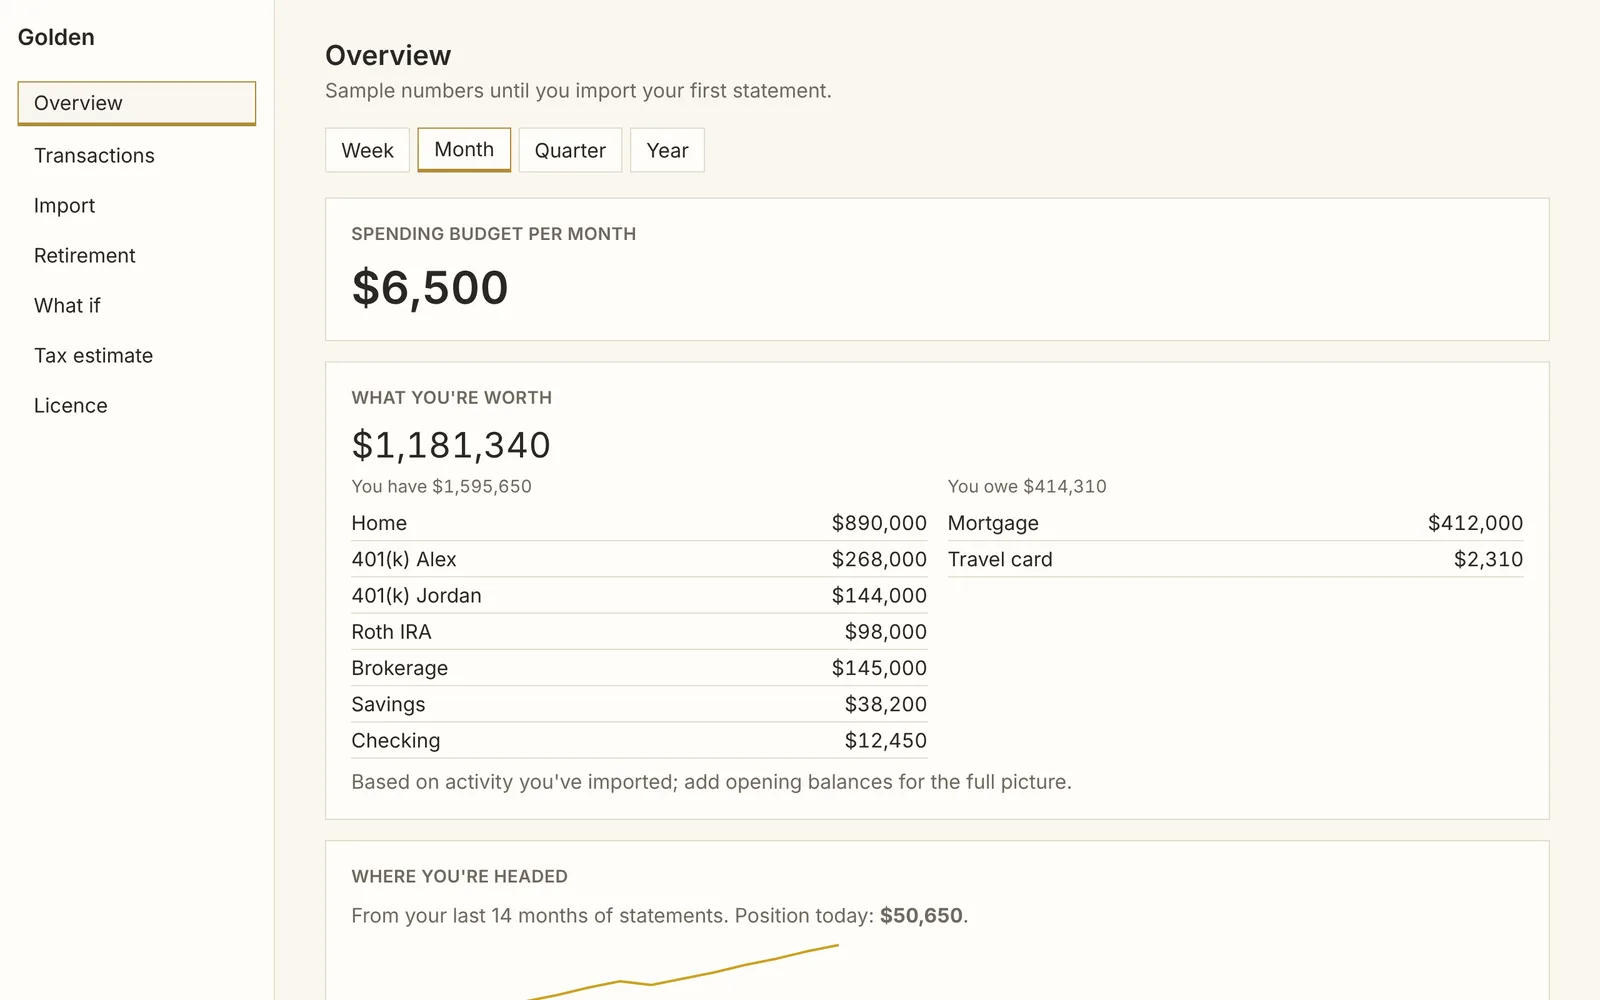 Golden
Overview
Transactions
Import
Retirement
What if
Tax estimate
Licence
Overview
Sample numbers until you import your first statement.
Week Month Quarter Year
SPENDING BUDGET PER MONTH
$6,500
WHAT YOU'RE WORTH
$1,181,340
You have $1,595,650
Home $890,000
401(k) Alex $268,000
401(k) Jordan $144,000
Roth IRA $98,000
Brokerage $145,000
Savings $38,200
Checking $12,450
You owe $414,310
Mortgage $412,000
Travel card $2,310
Based on activity you've imported; add opening balances for the full picture.
WHERE YOU'RE HEADED
From your last 14 months of statements. Position today: $50,650.